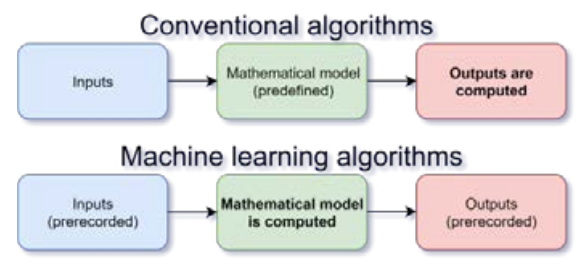 Conventional algorithms
Inputs
Mathematical model
(predefined)
Outputs are
computed
Machine learning algorithms
Inputs
(prerecorded)
Mathematical model
is computed
Outputs
(prerecorded)